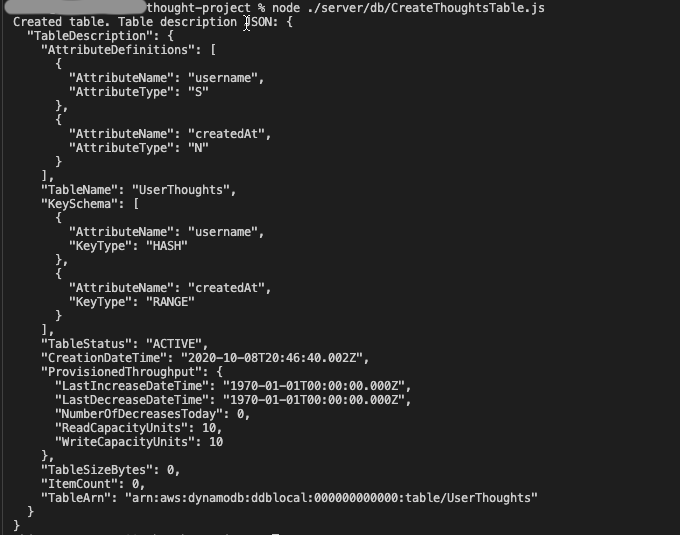 thought-project % node ./server/db/CreateThoughtsTable.js
Created table. Table description JSON: {
  "TableDescription": {
    "AttributeDefinitions": [
      {
        "AttributeName": "username",
        "AttributeType": "S"
      },
      {
        "AttributeName": "createdAt",
        "AttributeType": "N"
      }
    ],
    "TableName": "UserThoughts",
    "KeySchema": [
      {
        "AttributeName": "username",
        "KeyType": "HASH"
      },
      {
        "AttributeName": "createdAt",
        "KeyType": "RANGE"
      }
    ],
    "TableStatus": "ACTIVE",
    "CreationDateTime": "2020-10-08T20:46:40.002Z",
    "ProvisionedThroughput": {
      "LastIncreaseDateTime": "1970-01-01T00:00:00.000Z",
      "LastDecreaseDateTime": "1970-01-01T00:00:00.000Z",
      "NumberOfDecreasesToday": 0,
      "ReadCapacityUnits": 10,
      "WriteCapacityUnits": 10
    },
    "TableSizeBytes": 0,
    "ItemCount": 0,
    "TableArn": "arn:aws:dynamodb:ddblocal:000000000000:table/UserThoughts"
  }
}